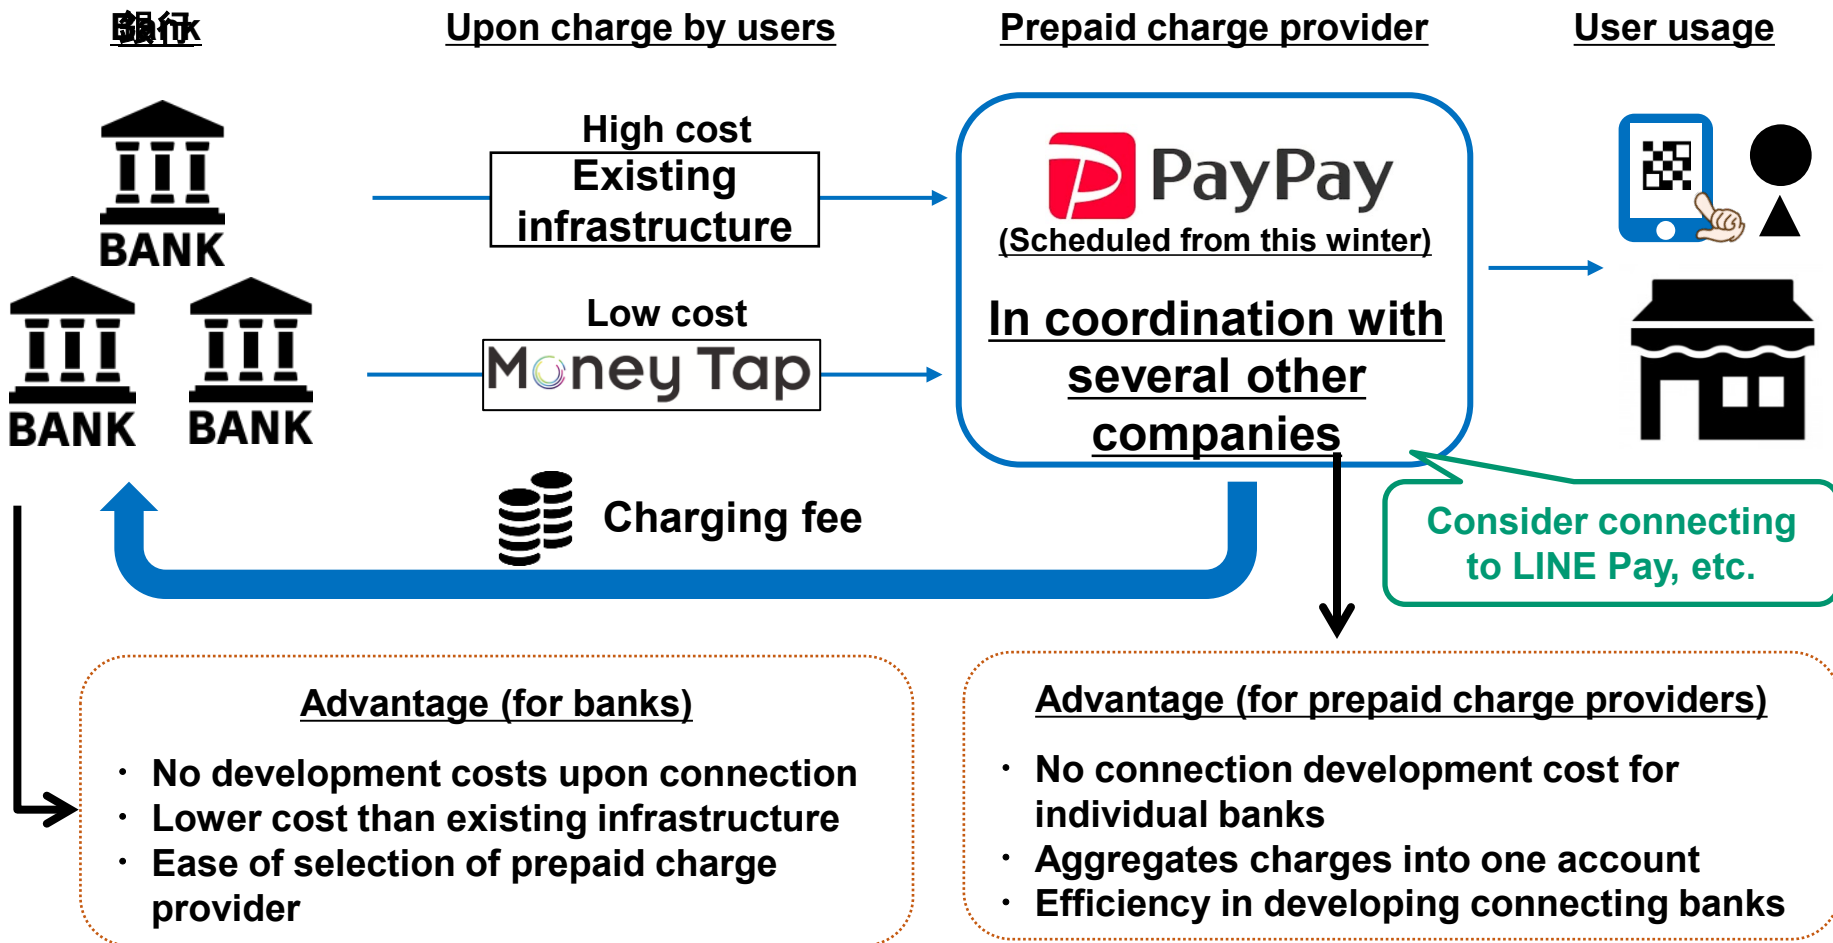 銀行
Bank
Upon charge by users
Prepaid charge provider
User usage
BANK
BANK
BANK
High cost
Existing
infrastructure
Low cost
Money Tap
PayPay
(Scheduled from this winter)
In coordination with
several other
companies
Charging fee
Consider connecting
to LINE Pay, etc.
Advantage (for banks)
・ No development costs upon connection
・ Lower cost than existing infrastructure
・ Ease of selection of prepaid charge
provider
Advantage (for prepaid charge providers)
・ No connection development cost for
individual banks
・ Aggregates charges into one account
・ Efficiency in developing connecting banks